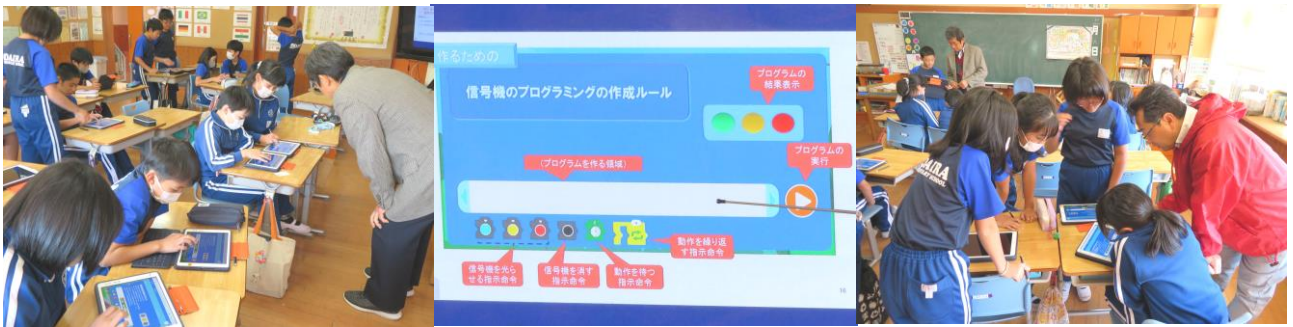 作るための
信号機のプログラミングの作成ルール
プログラムの
結果表示
プログラムの
実行
(プログラムを作る領域)
動作を繰り返
す指示命令
信号機を光ら
せる指示命令
信号機を消す
指示命令
動作を待つ
指示命令
月
日